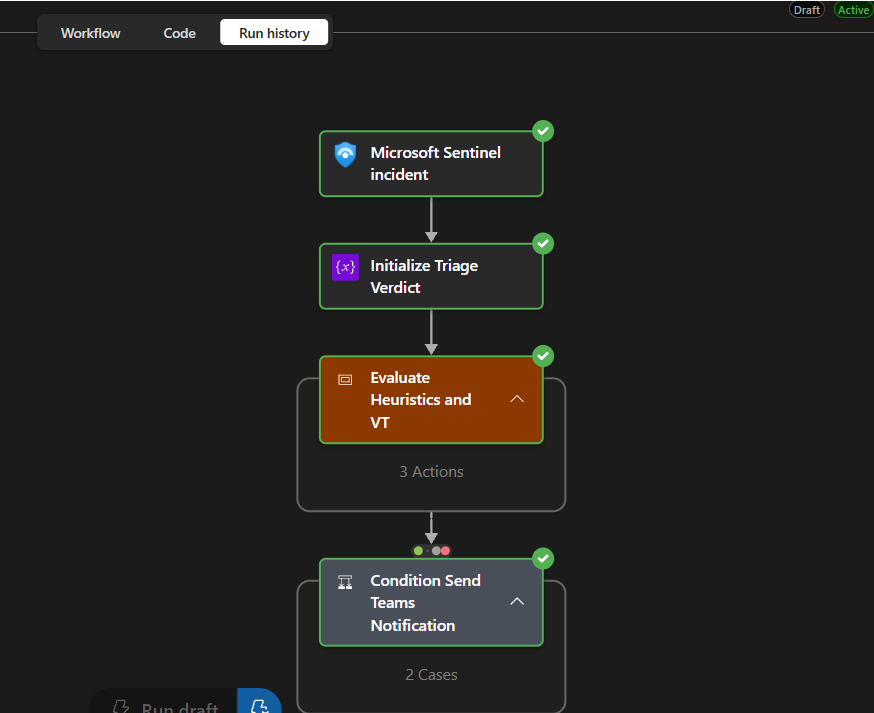 Draft Active
Workflow Code Run history
Microsoft Sentinel
incident
{x}
Initialize Triage
Verdict
Evaluate
Heuristics and
VT
3 Actions
Condition Send
Teams
Notification
2 Cases
Run draft